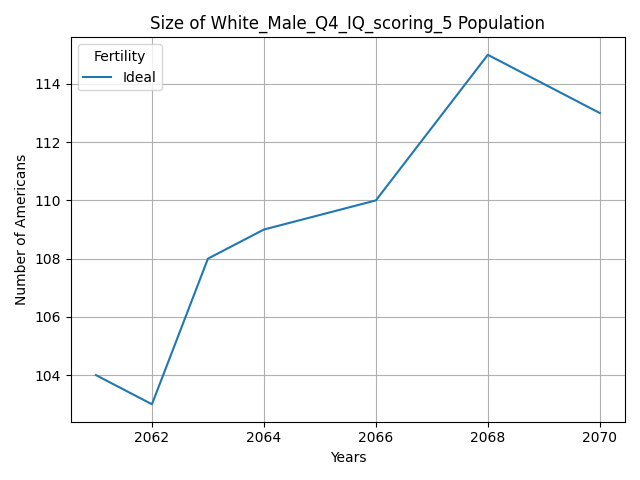 Size of White_Male_Q4_IQ_scoring_5 Population
Fertility
Ideal
Number of Americans
114
112
110
108
106
104
2062
2064
2066
2068
2070
Years